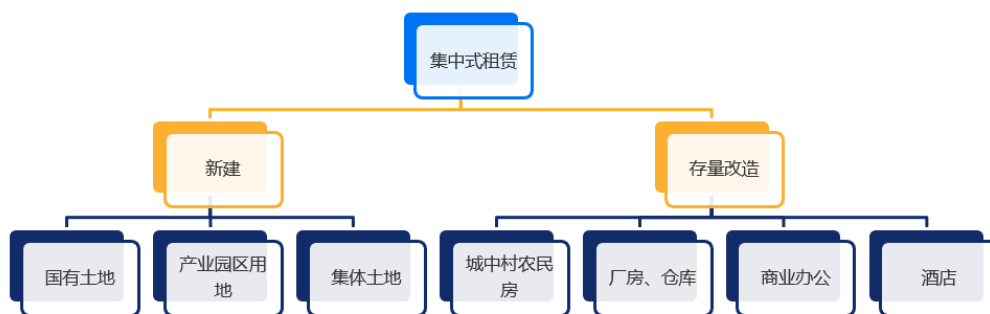 集中式租赁
新建
存量改造
国有土地
产业园区用
地
集体土地
城中村农民
房
厂房、仓库
商业办公
酒店